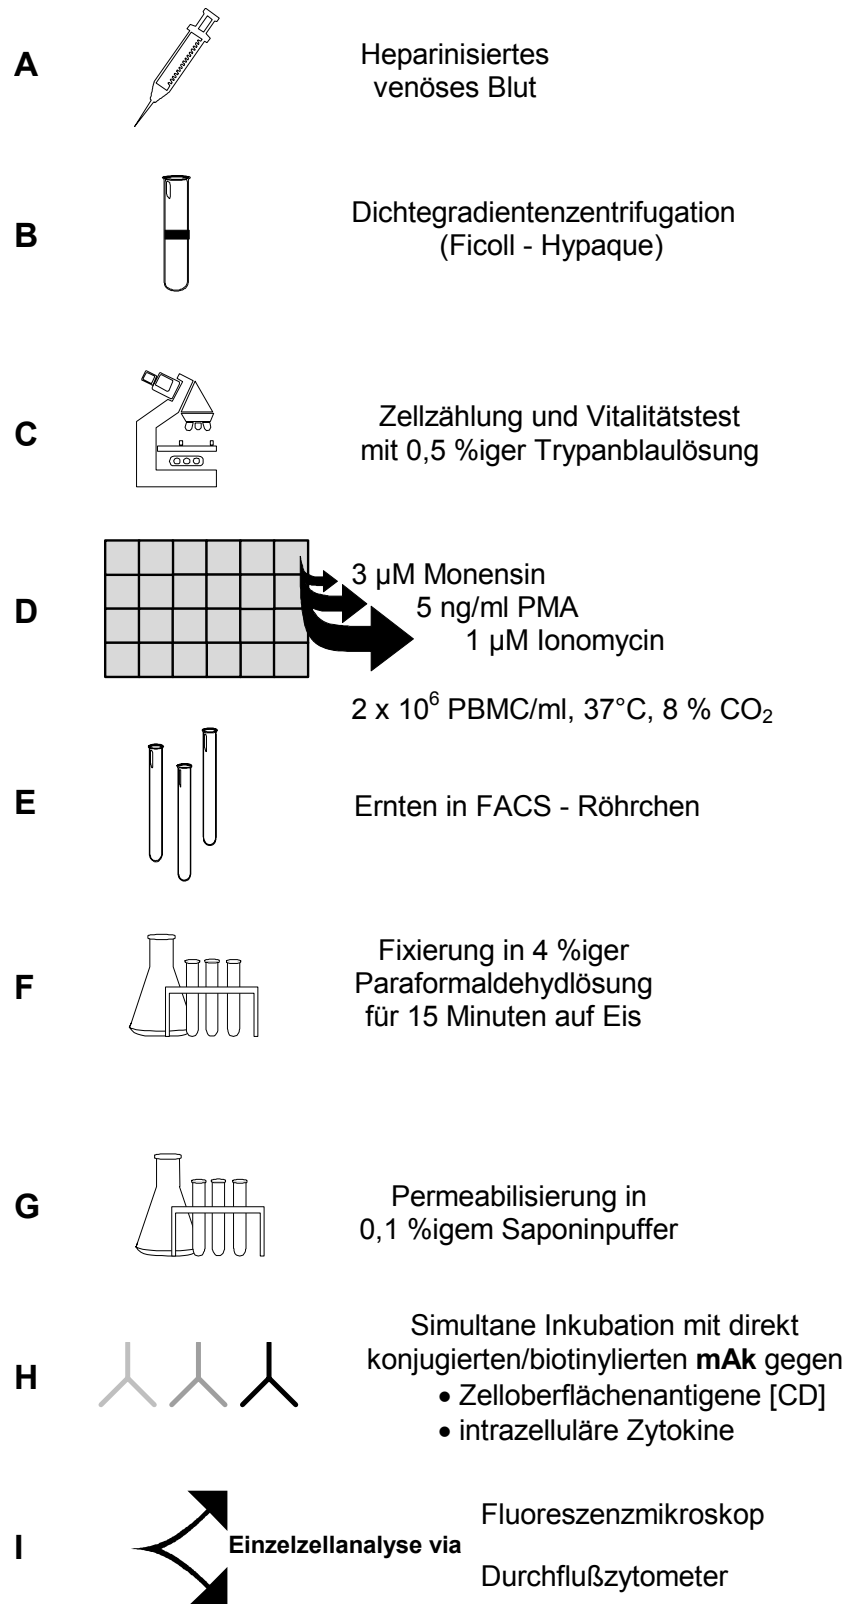 A
Heparinisiertes
venöses Blut
B
Dichtegradientenzentrifugation
(Ficoll - Hypaque)
C
Zellzählung und Vitalitätstest
mit 0,5 %iger Trypanblaulösung
D
3 µM Monensin
5 ng/ml PMA
1 µM Ionomycin
2 x 10⁶ PBMC/ml, 37°C, 8 % CO₂
E
Ernten in FACS - Röhrchen
F
Fixierung in 4 %iger
Paraformaldehydlösung
für 15 Minuten auf Eis
G
Permeabilisierung in
0,1 %igem Saponinpuffer
H
Simultane Inkubation mit direkt
konjugierten/biotinylierten mAk gegen
• Zelloberflächenantigene [CD]
• intrazelluläre Zytokine
I
Einzelzellanalyse via
Fluoreszenzmikroskop
Durchflußzytometer